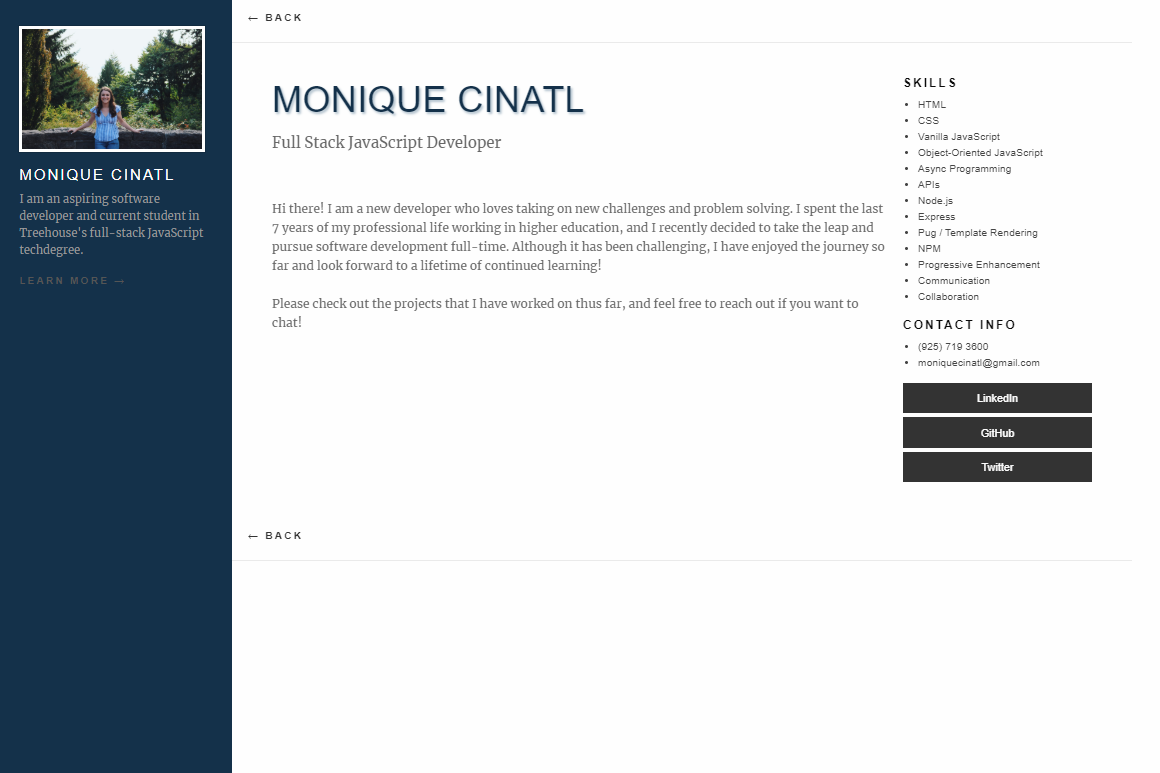 MONIQUE CINATL
I am an aspiring software
developer and current student in
Treehouse's full-stack JavaScript
techdegree.
LEARN MORE →
← BACK
MONIQUE CINATL
Full Stack JavaScript Developer
Hi there! I am a new developer who loves taking on new challenges and problem solving. I spent the last
7 years of my professional life working in higher education, and I recently decided to take the leap and
pursue software development full-time. Although it has been challenging, I have enjoyed the journey so
far and look forward to a lifetime of continued learning!
Please check out the projects that I have worked on thus far, and feel free to reach out if you want to
chat!
SKILLS
• HTML
• CSS
• Vanilla JavaScript
• Object-Oriented JavaScript
• Async Programming
• APIs
• Node.js
• Express
• Pug / Template Rendering
• NPM
• Progressive Enhancement
• Communication
• Collaboration
CONTACT INFO
• (925) 719 3600
• moniquecinatl@gmail.com
LinkedIn
GitHub
Twitter
← BACK